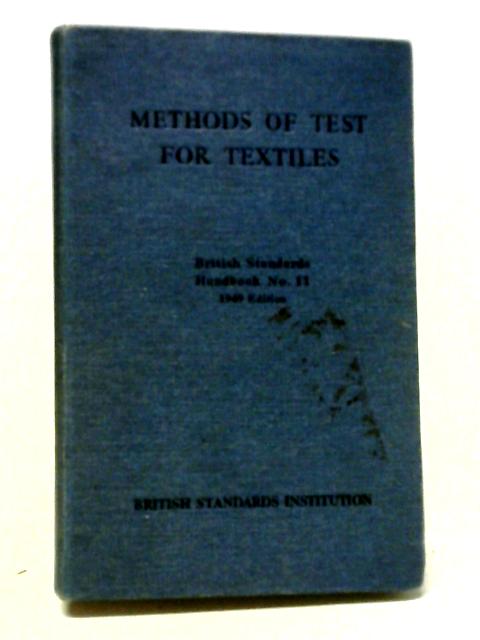 METHODS OF TEST
FOR TEXTILES
British Standards
Handbook No. 11
1949 Edition
BRITISH STANDARDS INSTITUTION